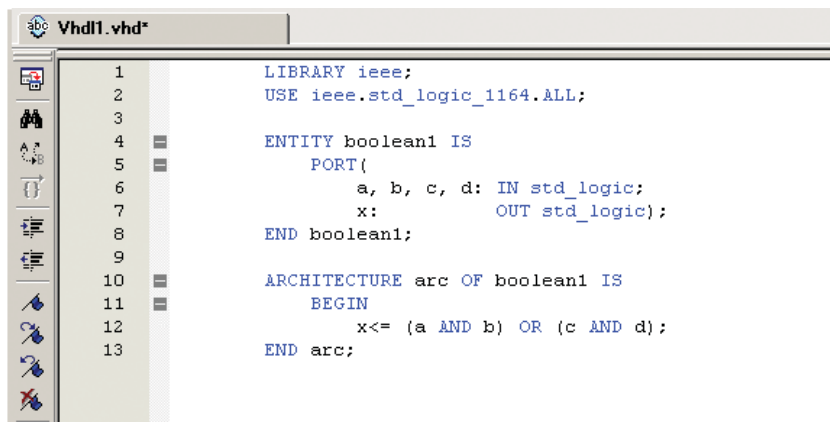 abc Vhdl1.vhd*
1 LIBRARY ieee;
2 USE ieee.std_logic_1164.ALL;
3
4 ENTITY boolean1 IS
5 PORT(
6 a, b, c, d: IN std_logic;
7 x: OUT std_logic);
8 END boolean1;
9
10 ARCHITECTURE arc OF boolean1 IS
11 BEGIN
12 x<= (a AND b) OR (c AND d);
13 END arc;
A
B
{}